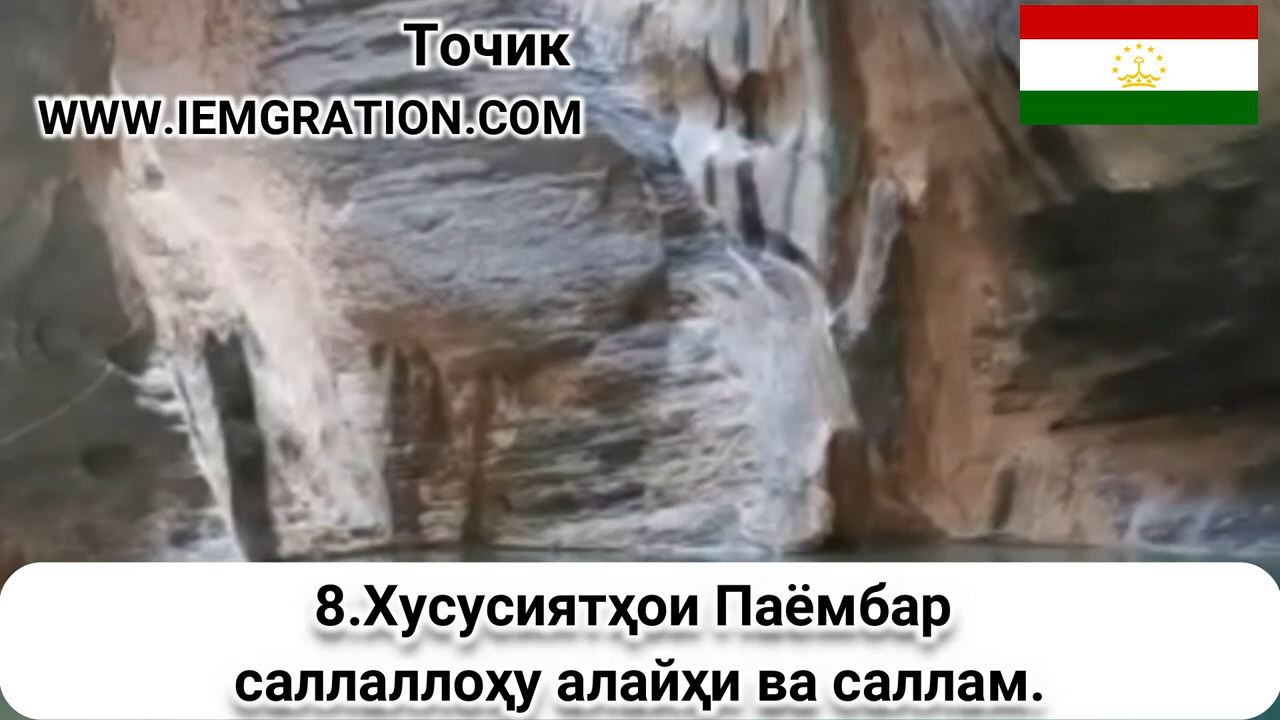 Точик
WWW.IEMGRATION.COM
8.Хусусиятҳои Паёмбар
саллаллоҳу алайҳи ва саллам.